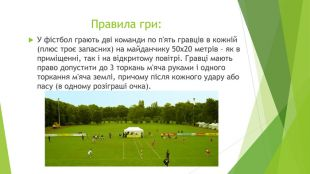 Правила гри:
У фістбол грають дві команди по п'ять гравців в кожній
(плюс троє запасних) на майданчику 50х20 метрів - як в
приміщенні, так і на відкритому повітрі. Гравці мають
право допустити до 3 торкань м'яча руками і одного
торкання м'яча землі, причому після кожного удару або
пасу (в одному розіграші очка).